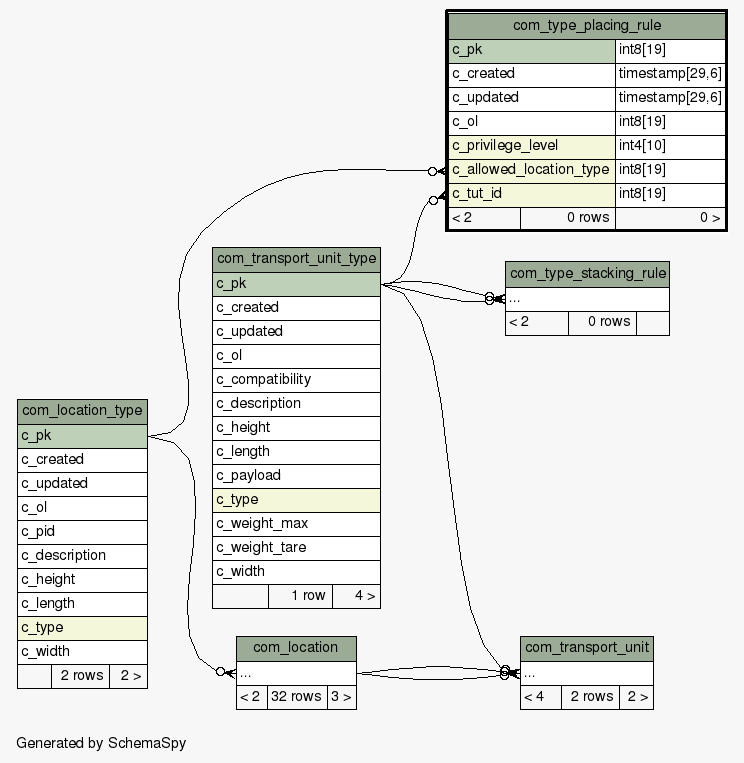 com_type_placing_rule
c_pk int8[19]
c_created timestamp[29,6]
c_updated timestamp[29,6]
c_ol int8[19]
c_privilege_level int4[10]
c_allowed_location_type int8[19]
c_tut_id int8[19]
< 2 0 rows 0 >
com_transport_unit_type
c_pk
c_created
c_updated
c_ol
c_compatibility
c_description
c_height
c_length
c_payload
c_type
c_weight_max
c_weight_tare
c_width
1 row 4 >
com_type_stacking_rule
...
< 2 0 rows
com_location_type
c_pk
c_created
c_updated
c_ol
c_pid
c_description
c_height
c_length
c_type
c_width
2 rows 2 >
com_location
...
< 2 32 rows 3 >
com_transport_unit
...
< 4 2 rows 2 >
Generated by SchemaSpy